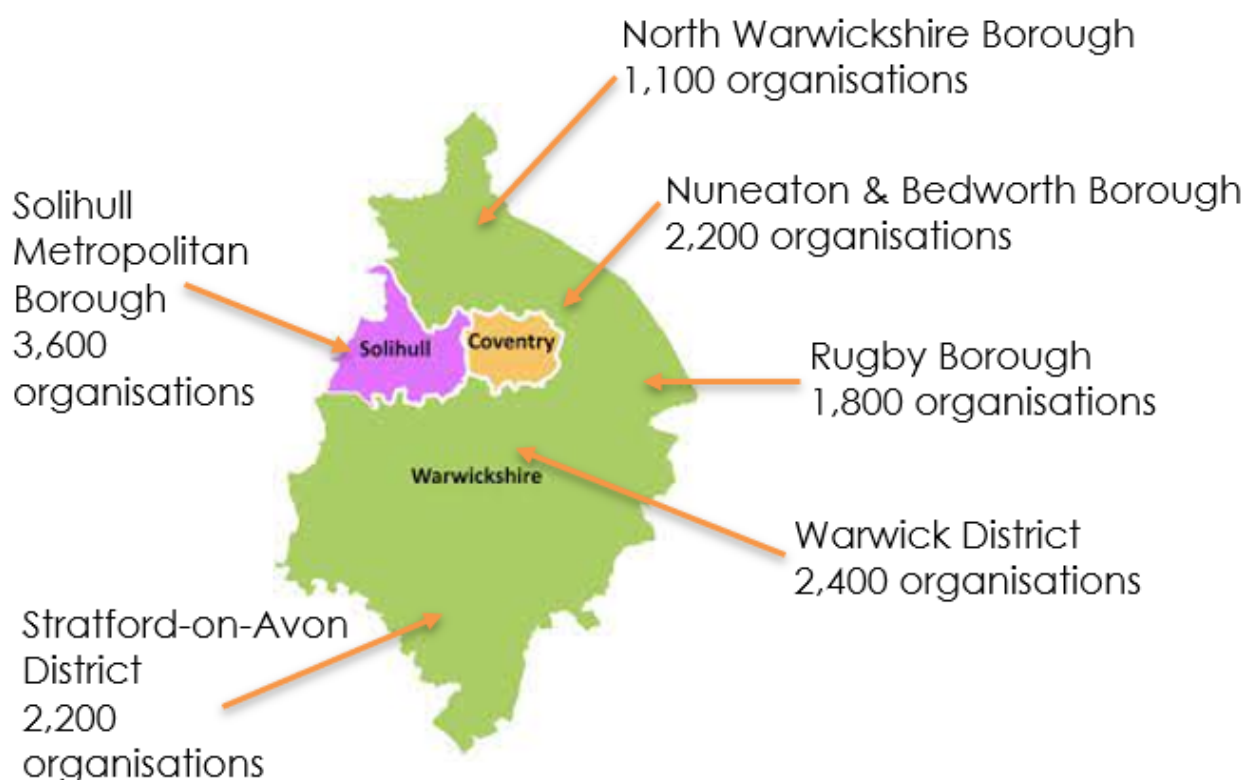 North Warwickshire Borough
1,100 organisations
Nuneaton & Bedworth Borough
2,200 organisations
Solihull
Metropolitan
Borough
3,600
organisations
Solihull
Coventry
Rugby Borough
1,800 organisations
Warwickshire
Warwick District
2,400 organisations
Stratford-on-Avon
District
2,200
organisations